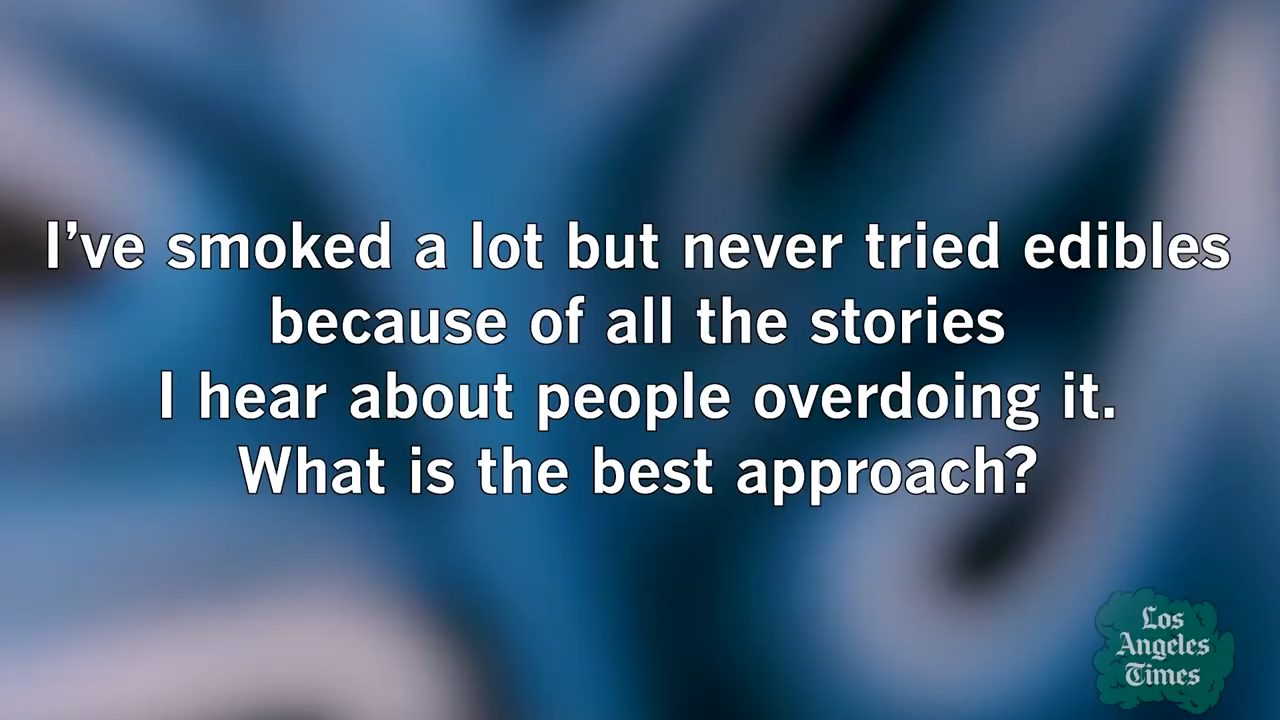 I’ve smoked a lot but never tried edibles
because of all the stories
I hear about people overdoing it.
What is the best approach?
Los
Angeles
Times